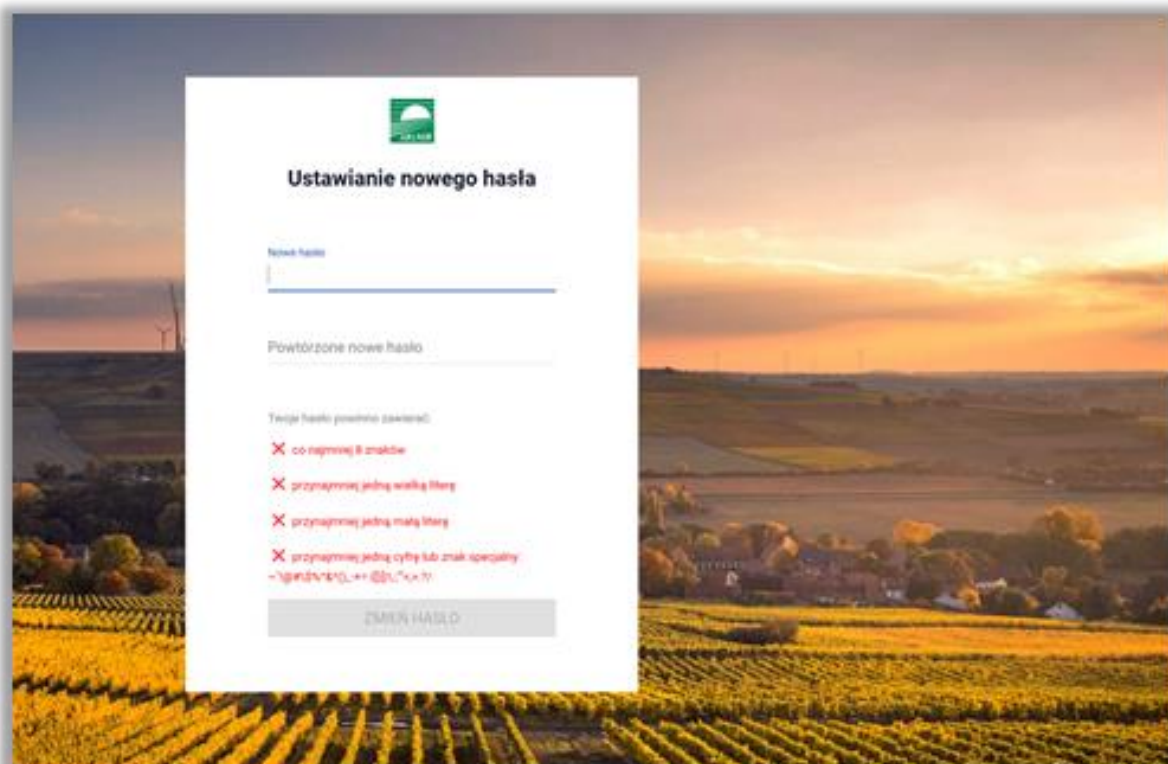 Ustawianie nowego hasła
Nowe hasło
Powtórzone nowe hasło
Twoje hasło powinno zawierać:
co najmniej 8 znaków
przynajmniej jedną wielką literę
przynajmniej jedną małą literę
przynajmniej jedną cyfrę lub znak specjalny:
ZMIEŃ HASŁO